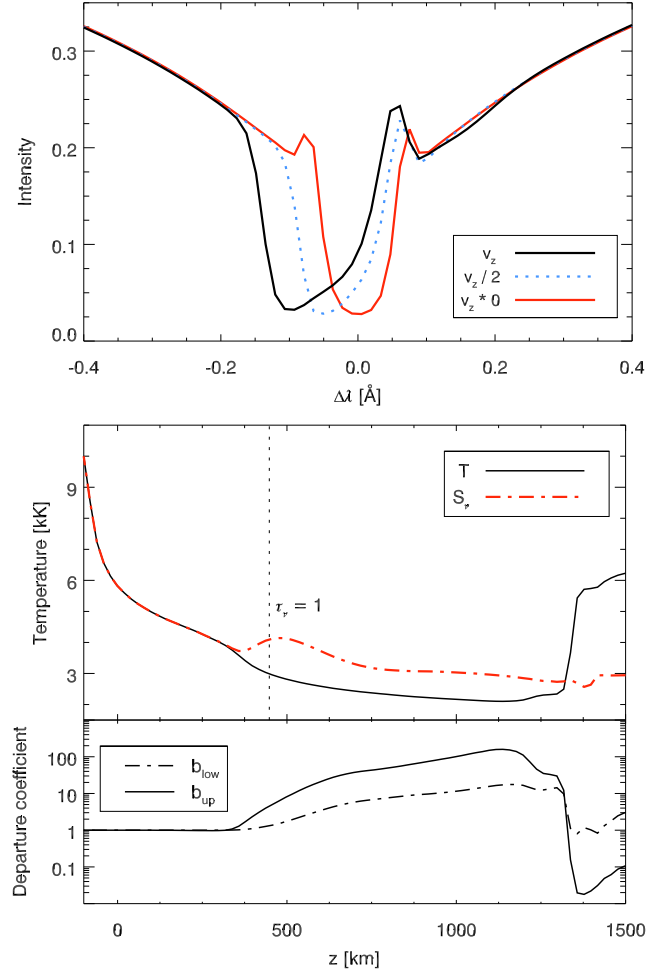 0.3
0.2
0.1
0.0
Intensity
v_z
v_z / 2
v_z * 0
-0.4 -0.2 0.0 0.2 0.4
Δλ [Å]
9
6
3
Temperature [kK]
T
S_ν
τ_ν = 1
100
10
1
0.1
Departure coefficient
b_low
b_up
0 500 1000 1500
z [km]